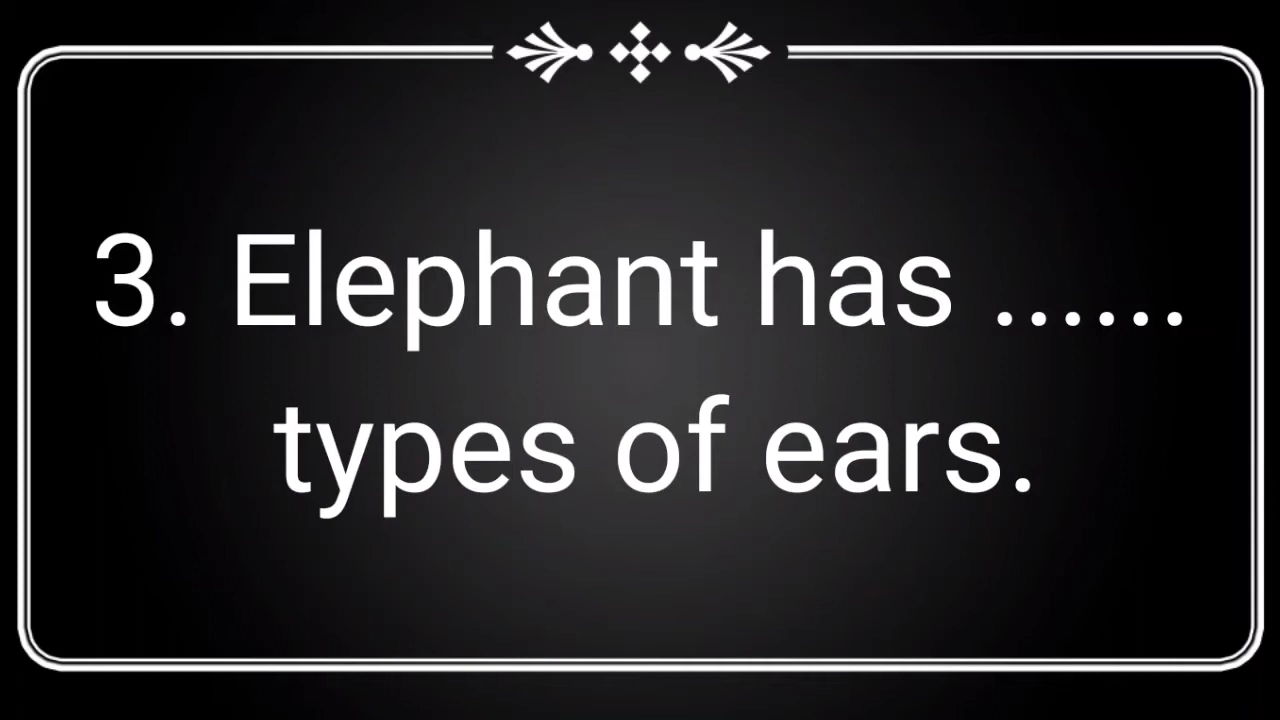 3. Elephant has ......
types of ears.